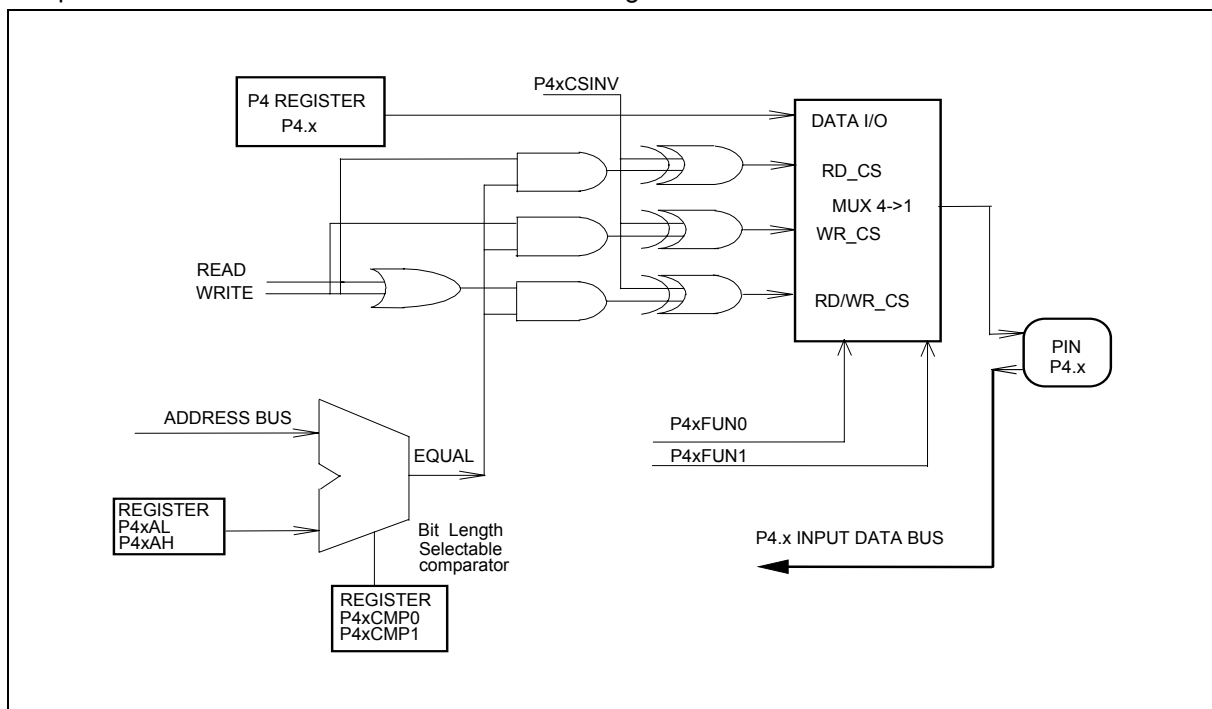 P4xCSINV
P4 REGISTER
P4.x
DATA I/O
RD_CS
MUX 4->1
WR_CS
READ
WRITE
RD/WR_CS
PIN
P4.x
ADDRESS BUS
P4xFUN0
EQUAL
P4xFUN1
REGISTER
P4xAL
P4xAH
Bit Length
Selectable
comparator
P4.x INPUT DATA BUS
REGISTER
P4xCMP0
P4xCMP1